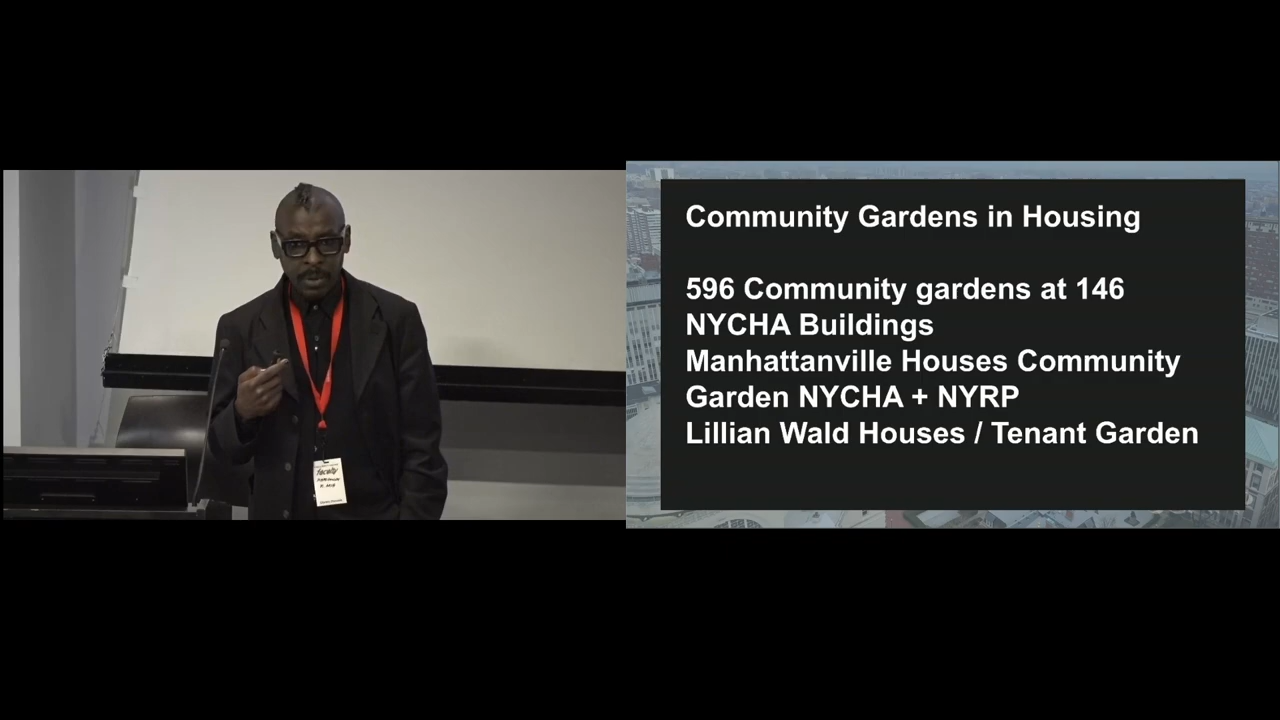 Community Gardens in Housing
596 Community gardens at 146
NYCHA Buildings
Manhattanville Houses Community
Garden NYCHA + NYRP
Lillian Wald Houses / Tenant Garden
faculty